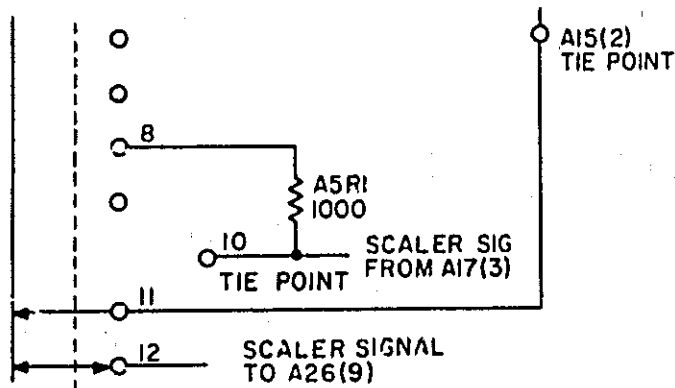 A15(2)
TIE POINT
8
A5R1
1000
10
SCALER SIG
FROM A17(3)
TIE POINT
11
12
SCALER SIGNAL
TO A26(9)